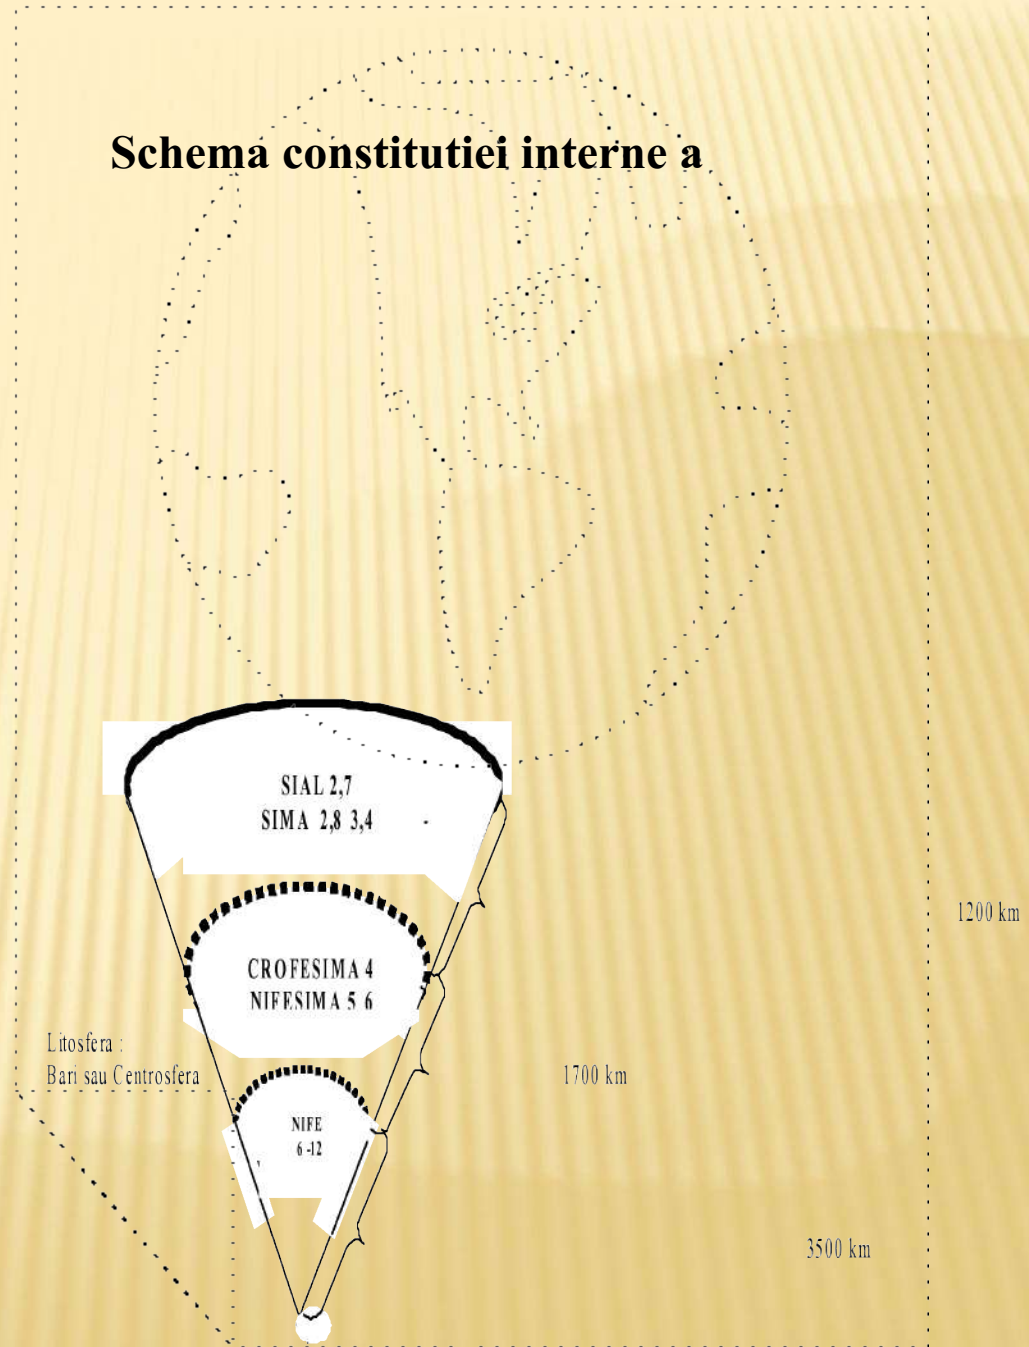 Schema constitutiei interne a
SIAL 2,7
SIMA 2,8 3,4 -
CROFESIMA 4
NIFESIMA 5 6
NIFE
6 -12
Litosfera :
Bari sau Centrosfera
1200 km
1700 km
3500 km